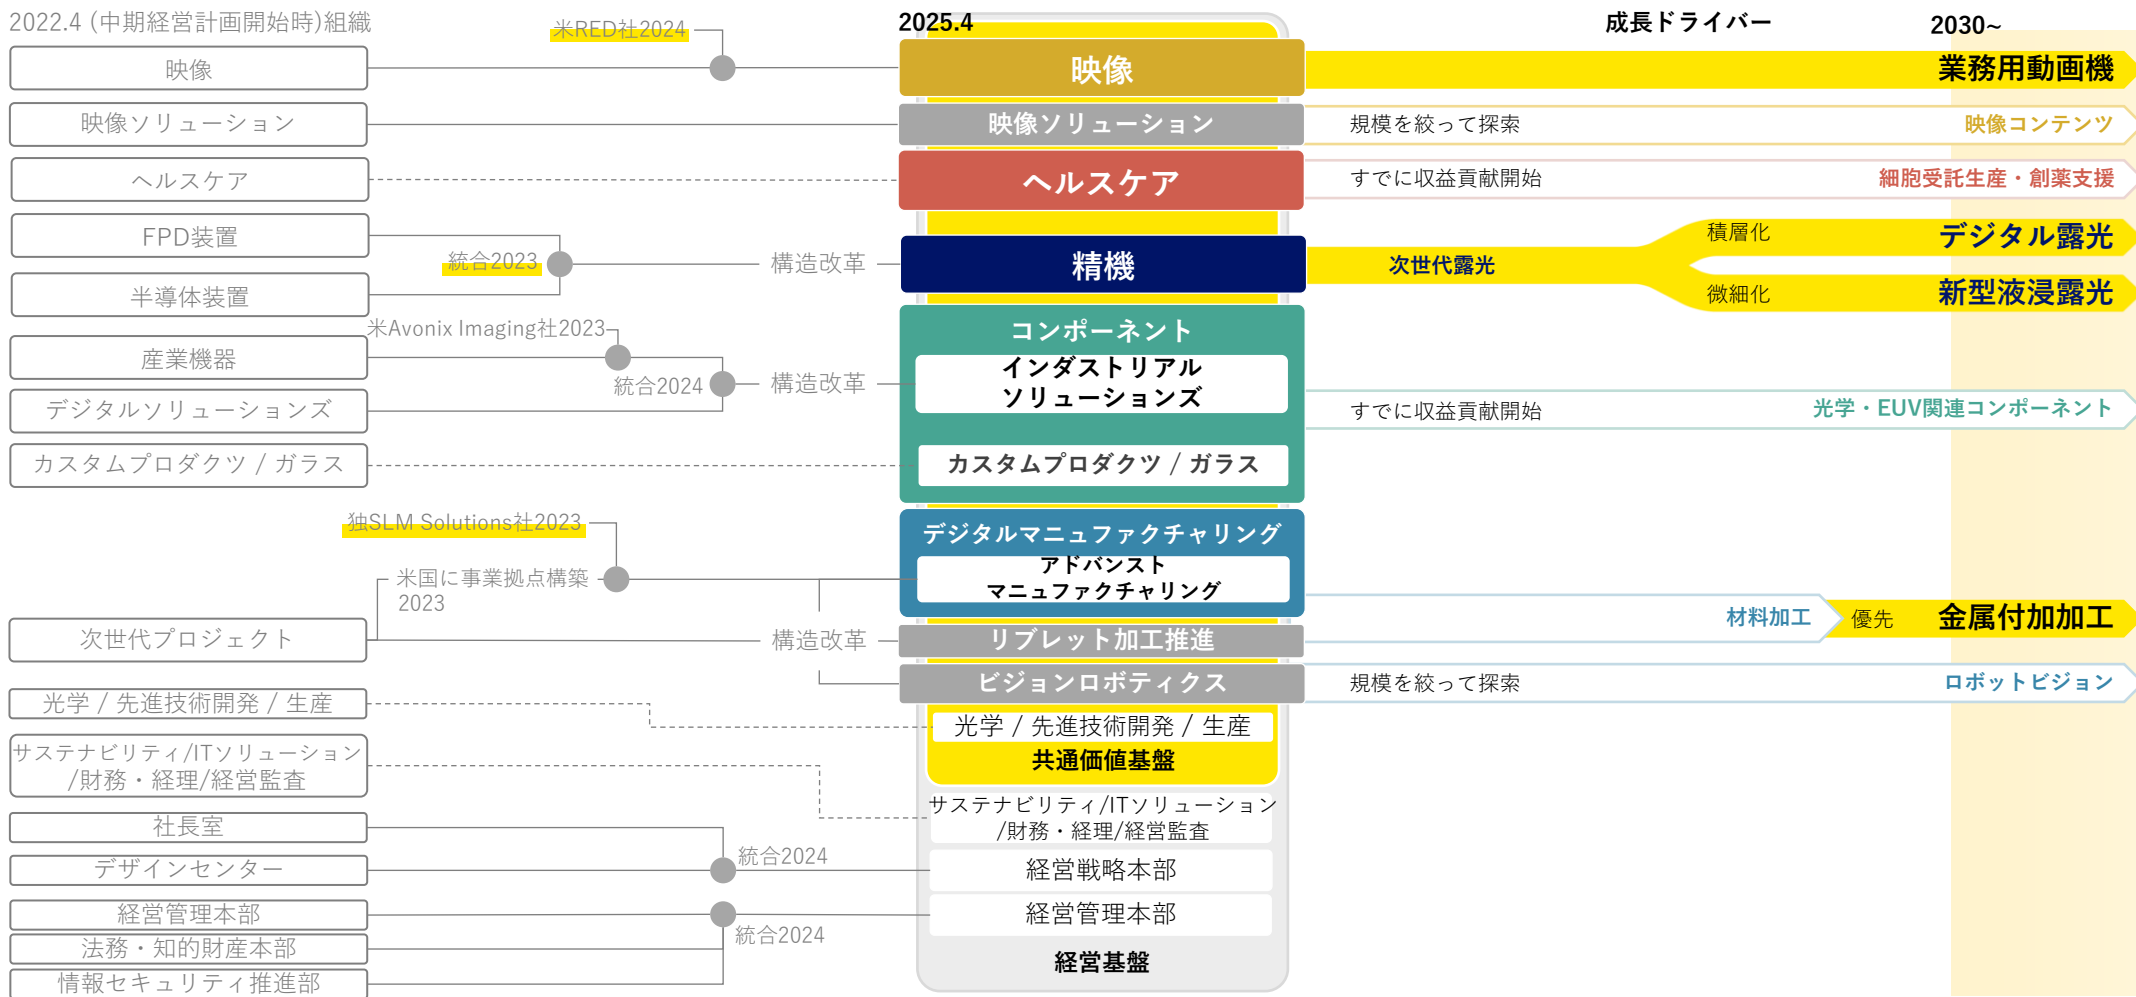 2022.4 (中期経営計画開始時)組織
米RED社2024
2025.4
成長ドライバー
2030~
映像
映像
業務用動画機
映像ソリューション
映像ソリューション
規模を絞って探索
映像コンテンツ
ヘルスケア
ヘルスケア
すでに収益貢献開始
細胞受託生産・創薬支援
FPD装置
半導体装置
統合2023
構造改革
精機
次世代露光
積層化
デジタル露光
微細化
新型液浸露光
米Avonix Imaging社2023
産業機器
デジタルソリューションズ
統合2024
構造改革
コンポーネント
インダストリアル
ソリューションズ
すでに収益貢献開始
光学・EUV関連コンポーネント
カスタムプロダクツ / ガラス
カスタムプロダクツ / ガラス
独SLM Solutions社2023
米国に事業拠点構築
2023
デジタルマニュファクチャリング
アドバンスト
マニュファクチャリング
材料加工
優先
金属付加加工
次世代プロジェクト
構造改革
リブレット加工推進
ビジョンロボティクス
規模を絞って探索
ロボットビジョン
光学 / 先進技術開発 / 生産
光学 / 先進技術開発 / 生産
共通価値基盤
サステナビリティ/ITソリューション
/財務・経理/経営監査
サステナビリティ/ITソリューション
/財務・経理/経営監査
社長室
デザインセンター
統合2024
経営戦略本部
経営管理本部
法務・知的財産本部
情報セキュリティ推進部
統合2024
経営管理本部
経営基盤